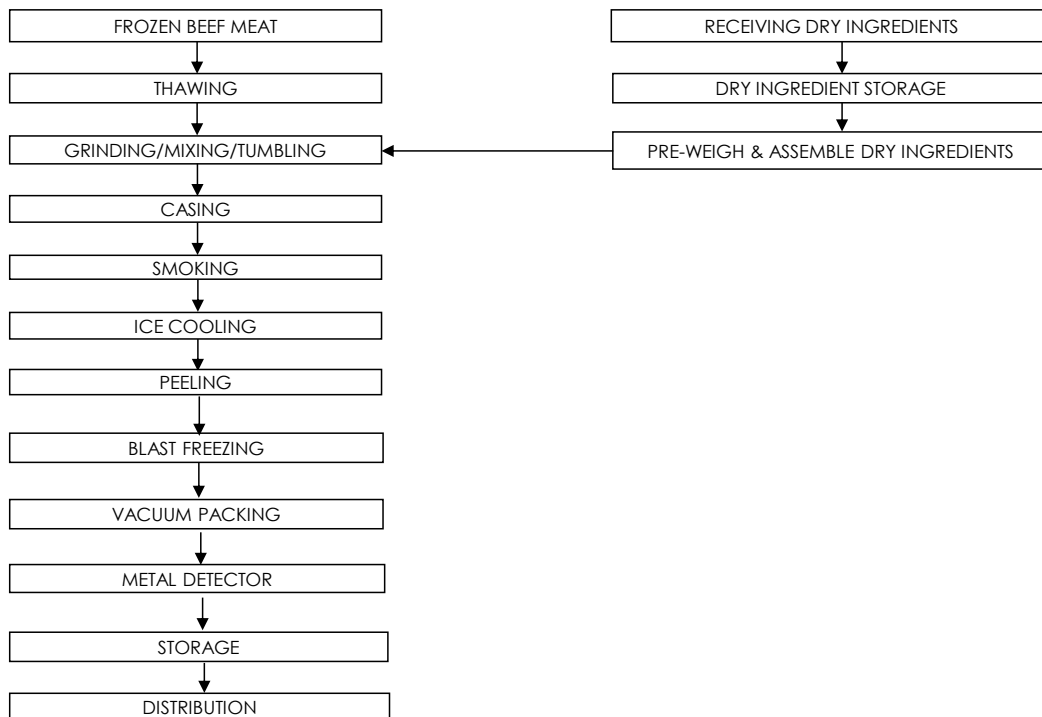 FROZEN BEEF MEAT
THAWING
GRINDING/MIXING/TUMBLING
CASING
SMOKING
ICE COOLING
PEELING
BLAST FREEZING
VACUUM PACKING
METAL DETECTOR
STORAGE
DISTRIBUTION
RECEIVING DRY INGREDIENTS
DRY INGREDIENT STORAGE
PRE-WEIGH & ASSEMBLE DRY INGREDIENTS